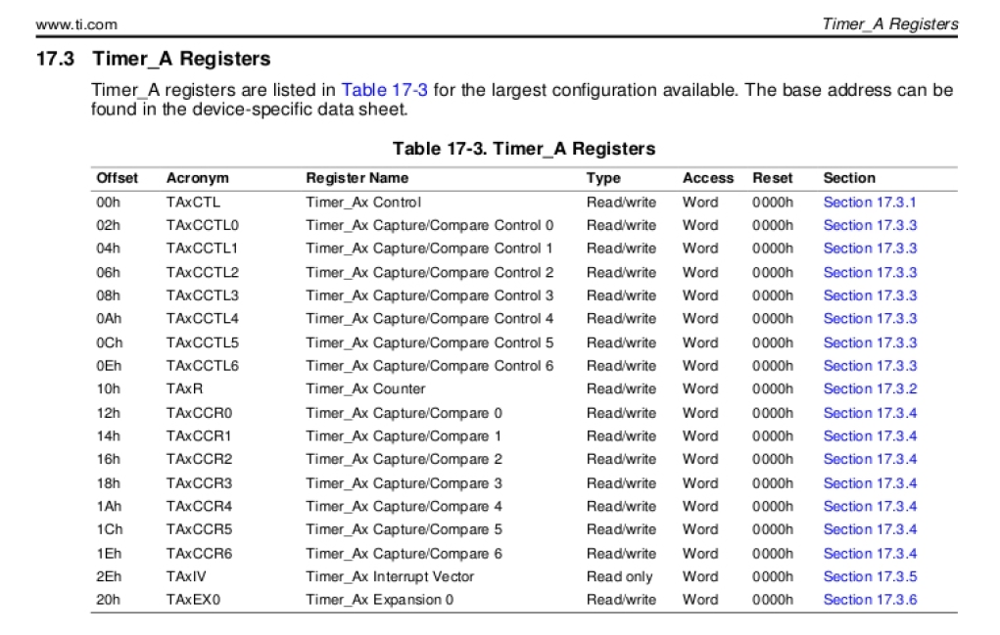 www.ti.com Timer_A Registers
17.3 Timer_A Registers
Timer_A registers are listed in Table 17-3 for the largest configuration available. The base address can be
found in the device-specific data sheet.
Table 17-3. Timer_A Registers
Offset Acronym Register Name Type Access Reset Section
00h TAxCTL Timer_Ax Control Read/write Word 0000h Section 17.3.1
02h TAxCCTL0 Timer_Ax Capture/Compare Control 0 Read/write Word 0000h Section 17.3.3
04h TAxCCTL1 Timer_Ax Capture/Compare Control 1 Read/write Word 0000h Section 17.3.3
06h TAxCCTL2 Timer_Ax Capture/Compare Control 2 Read/write Word 0000h Section 17.3.3
08h TAxCCTL3 Timer_Ax Capture/Compare Control 3 Read/write Word 0000h Section 17.3.3
0Ah TAxCCTL4 Timer_Ax Capture/Compare Control 4 Read/write Word 0000h Section 17.3.3
0Ch TAxCCTL5 Timer_Ax Capture/Compare Control 5 Read/write Word 0000h Section 17.3.3
0Eh TAxCCTL6 Timer_Ax Capture/Compare Control 6 Read/write Word 0000h Section 17.3.3
10h TAxR Timer_Ax Counter Read/write Word 0000h Section 17.3.2
12h TAxCCR0 Timer_Ax Capture/Compare 0 Read/write Word 0000h Section 17.3.4
14h TAxCCR1 Timer_Ax Capture/Compare 1 Read/write Word 0000h Section 17.3.4
16h TAxCCR2 Timer_Ax Capture/Compare 2 Read/write Word 0000h Section 17.3.4
18h TAxCCR3 Timer_Ax Capture/Compare 3 Read/write Word 0000h Section 17.3.4
1Ah TAxCCR4 Timer_Ax Capture/Compare 4 Read/write Word 0000h Section 17.3.4
1Ch TAxCCR5 Timer_Ax Capture/Compare 5 Read/write Word 0000h Section 17.3.4
1Eh TAxCCR6 Timer_Ax Capture/Compare 6 Read/write Word 0000h Section 17.3.4
2Eh TAxIV Timer_Ax Interrupt Vector Read only Word 0000h Section 17.3.5
20h TAxEX0 Timer_Ax Expansion 0 Read/write Word 0000h Section 17.3.6